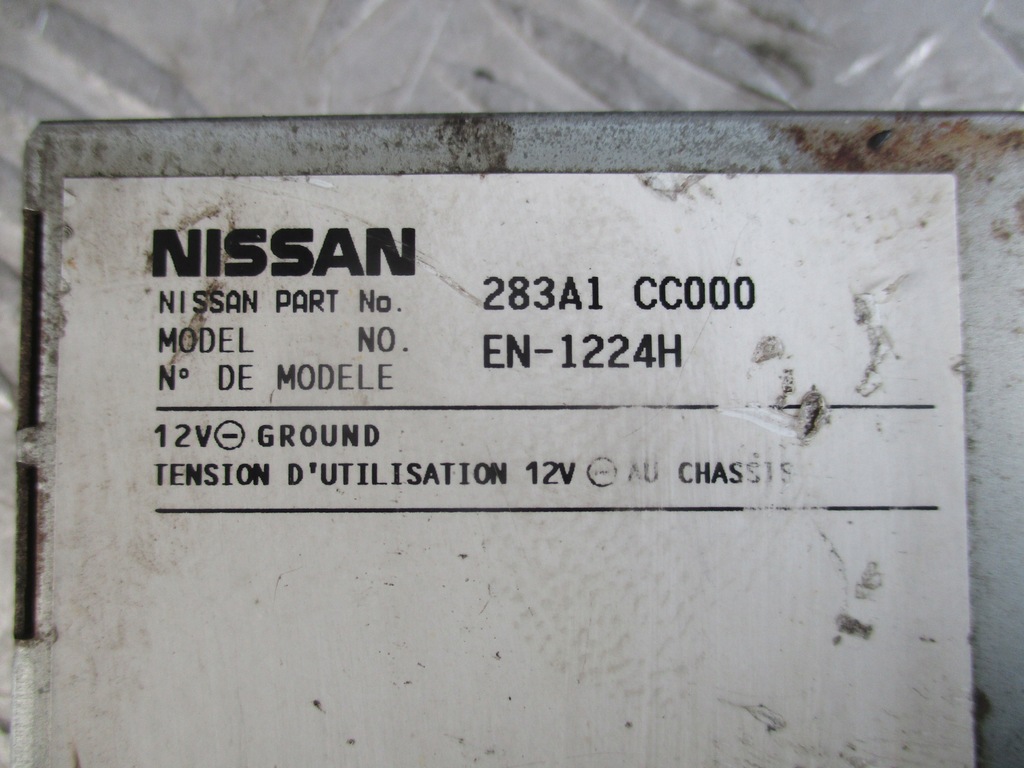 NISSAN
NISSAN PART No. 283A1 CC000
MODEL NO. EN-1224H
N° DE MODELE
12V⊖ GROUND
TENSION D'UTILISATION 12V ⊖ AU CHASSIS